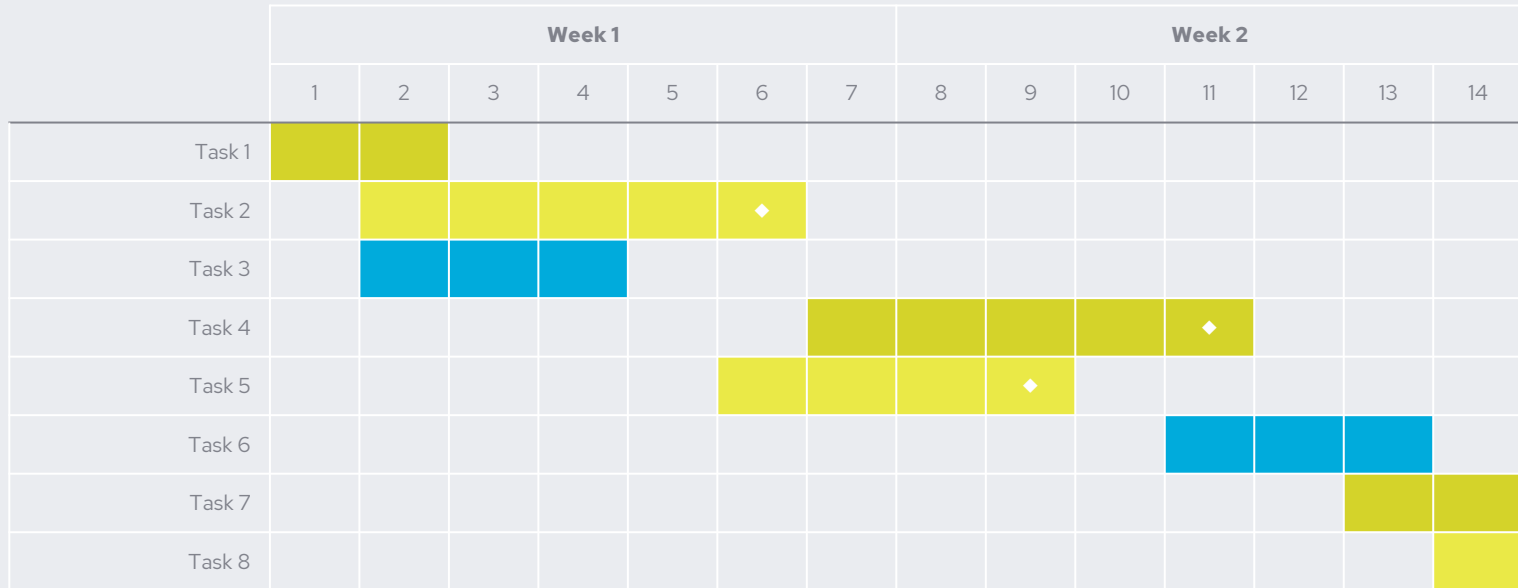 Week 1 Week 2
1 2 3 4 5 6 7 8 9 10 11 12 13 14
Task 1
Task 2
Task 3
Task 4
Task 5
Task 6
Task 7
Task 8